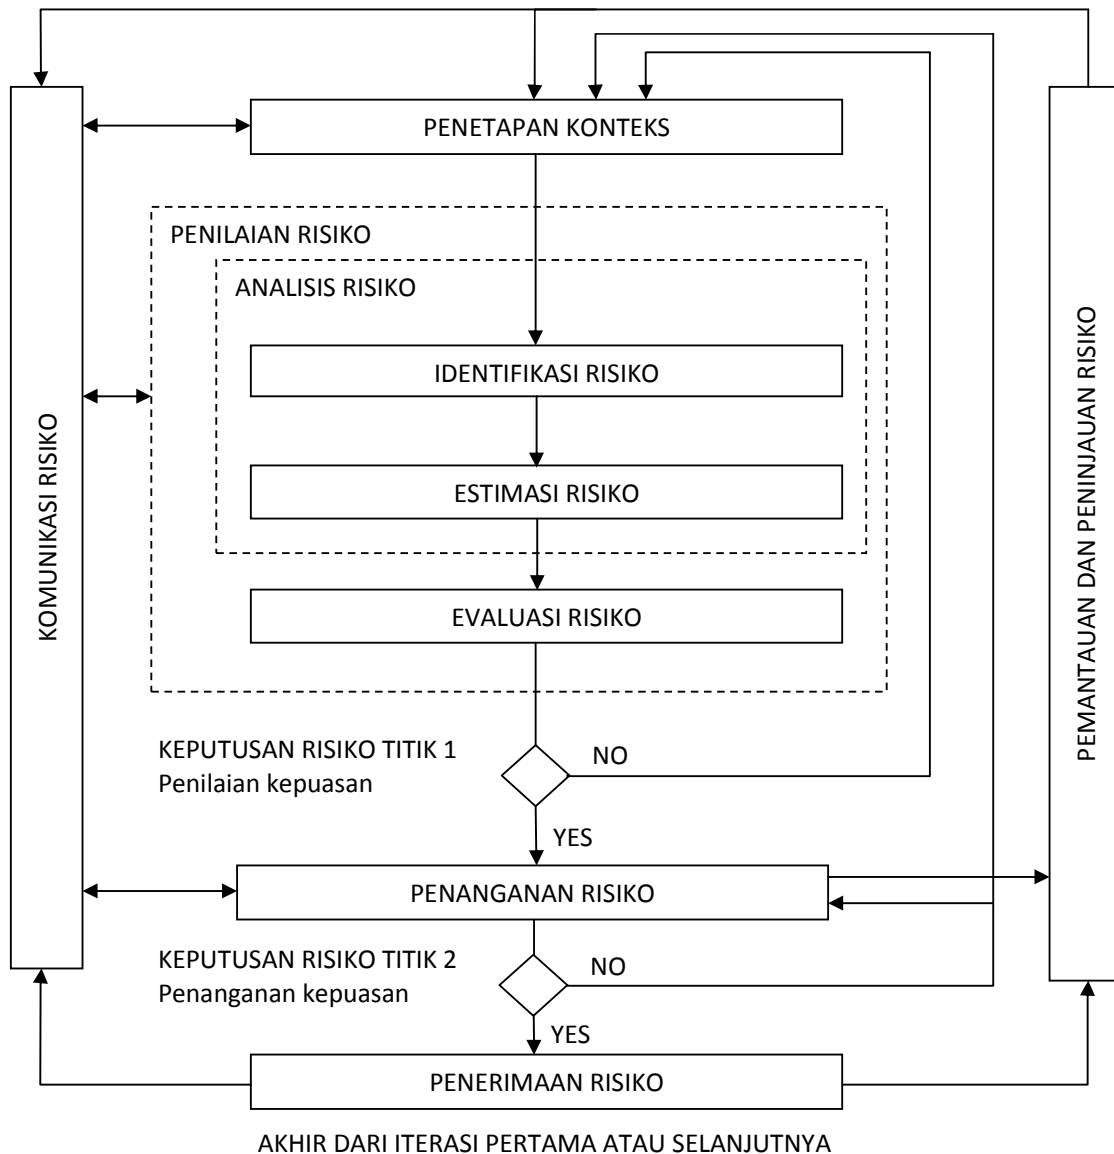 PENETAPAN KONTEKS
PENILAIAN RISIKO
ANALISIS RISIKO
IDENTIFIKASI RISIKO
ESTIMASI RISIKO
EVALUASI RISIKO
KOMUNIKASI RISIKO
PEMANTAUAN DAN PENINJAUAN RISIKO
KEPUTUSAN RISIKO TITIK 1
Penilaian kepuasan
NO
YES
PENANGANAN RISIKO
KEPUTUSAN RISIKO TITIK 2
Penanganan kepuasan
NO
YES
PENERIMAAN RISIKO
AKHIR DARI ITERASI PERTAMA ATAU SELANJUTNYA